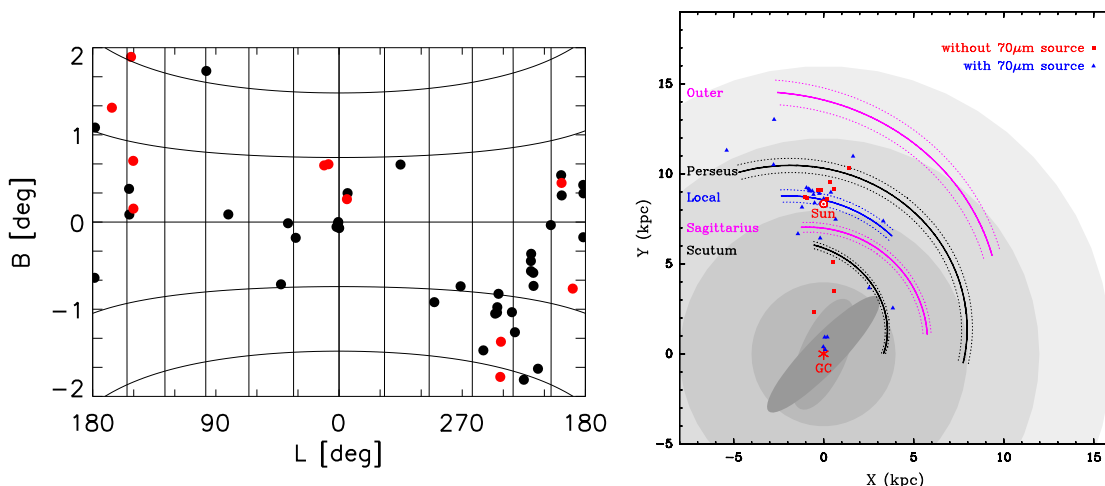 2
1
0
-1
-2
B [deg]
180
90
0
270
180
L [deg]
without 70μm source
with 70μm source
Outer
Perseus
Local
Sagittarius
Scutum
Sun
GC
15
10
5
0
-5
Y (kpc)
-5
0
5
10
15
X (kpc)